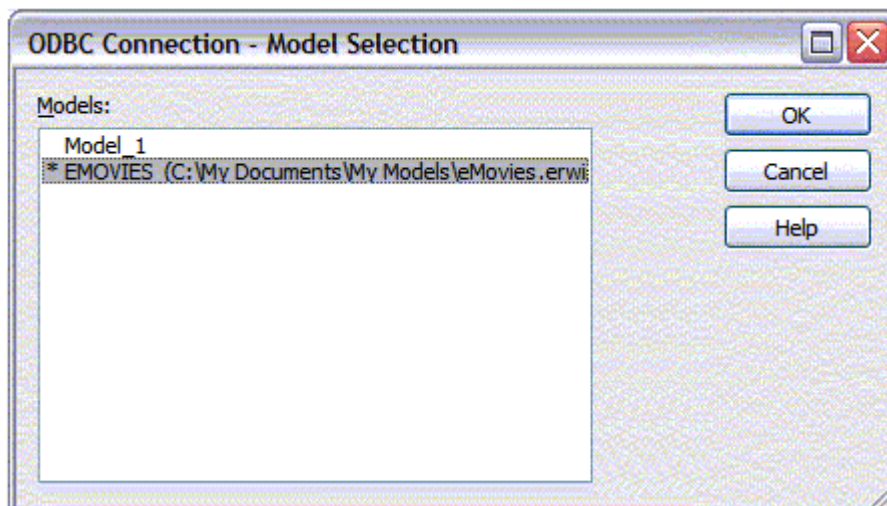 ODBC Connection - Model Selection
Models:
Model_1
* EMOVIES (C:\My Documents\My Models\eMovies.erwi
OK
Cancel
Help